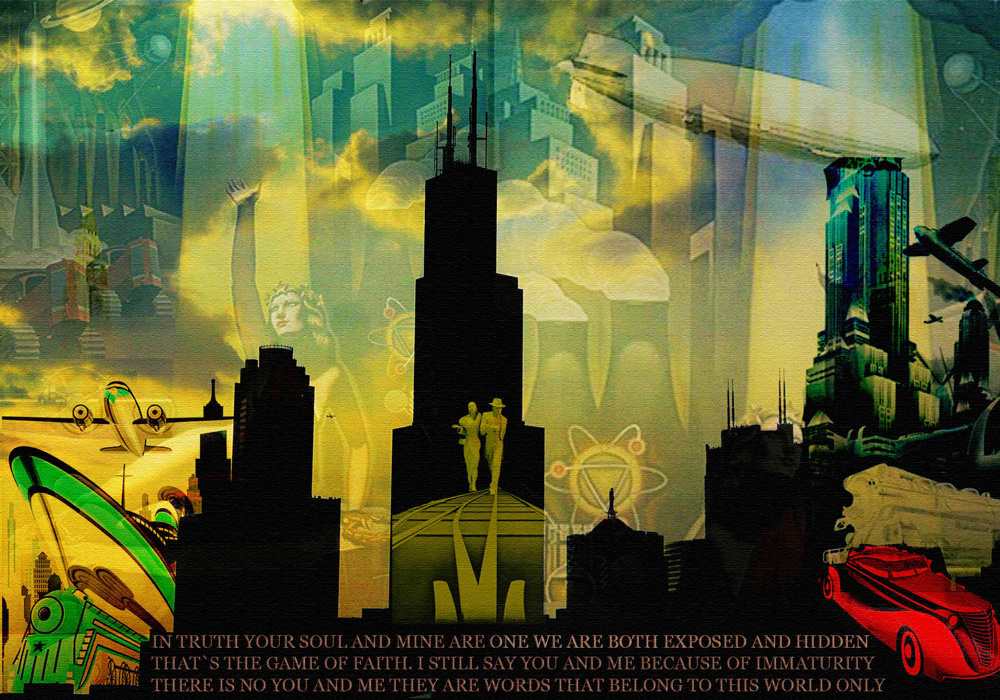 IN TRUTH YOUR SOUL AND MINE ARE ONE WE ARE BOTH EXPOSED AND HIDDEN
THAT`S THE GAME OF FAITH. I STILL SAY YOU AND ME BECAUSE OF IMMATURITY
THERE IS NO YOU AND ME THEY ARE WORDS THAT BELONG TO THIS WORLD ONLY